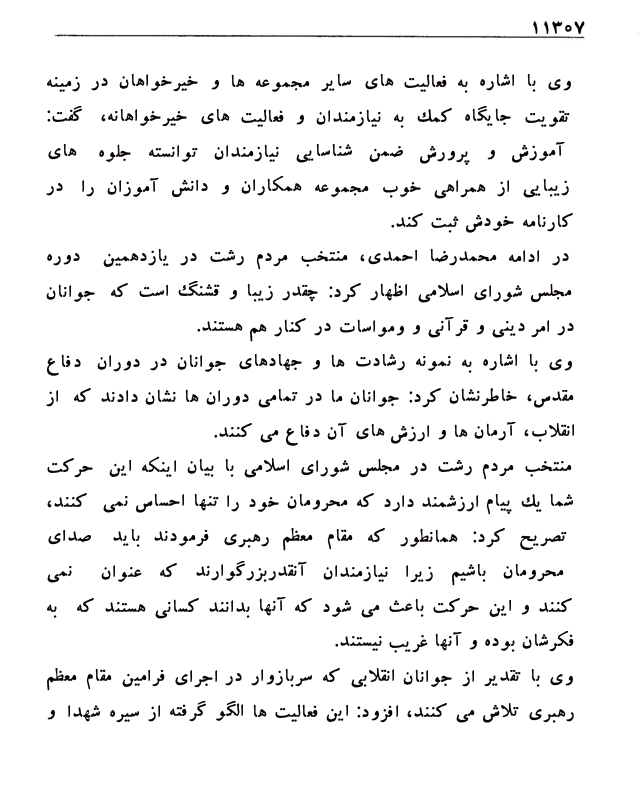 ۱۱۳۰۷
وی با اشاره به فعالیت های سایر مجموعه ها و خیرخواهان در زمینه
تقویت جایگاه کمك به نیازمندان و فعالیت های خیرخواهانه، گفت:
آموزش و پرورش ضمن شناسایی نیازمندان توانسته جلوه های
زیبایی از همراهی خوب مجموعه همکاران و دانش آموزان را در
کارنامه خودش ثبت کند.
در ادامه محمدرضا احمدی، منتخب مردم رشت در یازدهمین دوره
مجلس شورای اسلامی اظهار کرد: چقدر زیبا و قشنگ است که جوانان
در امر دینی و قرآنی و ومواسات در کنار هم هستند.
وی با اشاره به نمونه رشادت ها و جهادهای جوانان در دوران دفاع
مقدس، خاطرنشان کرد: جوانان ما در تمامی دوران ها نشان دادند که از
انقلاب، آرمان ها و ارزش های آن دفاع می کنند.
منتخب مردم رشت در مجلس شورای اسلامی با بیان اینکه این حرکت
شما یك پیام ارزشمند دارد که محرومان خود را تنها احساس نمی کنند،
تصریح کرد: همانطور که مقام معظم رهبری فرمودند باید صدای
محرومان باشیم زیرا نیازمندان آنقدربزرگوارند که عنوان نمی
کنند و این حرکت باعث می شود که آنها بدانند کسانی هستند که به
فکرشان بوده و آنها غریب نیستند.
وی با تقدیر از جوانان انقلابی که سربازوار در اجرای فرامین مقام معظم
رهبری تلاش می کنند، افزود: این فعالیت ها الگو گرفته از سیره شهدا و